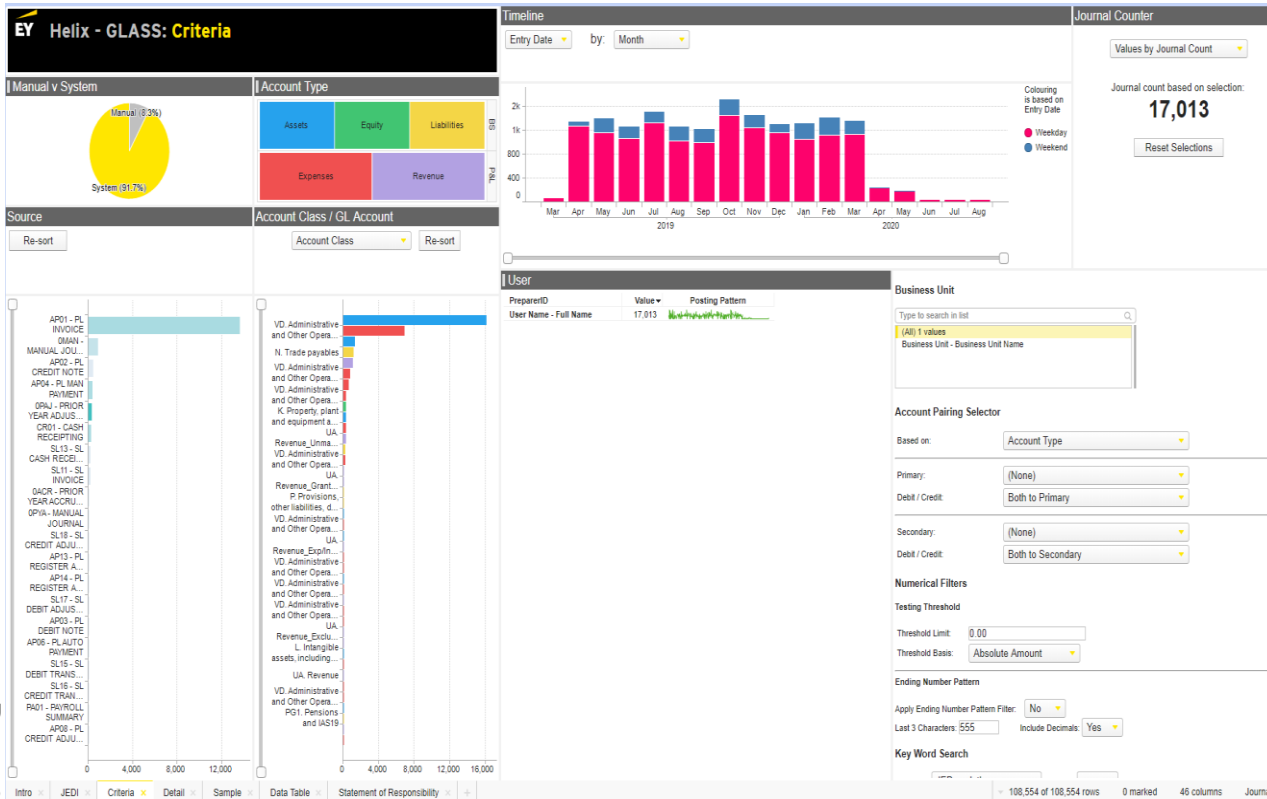 EY Helix - GLASS: Criteria
Manual v System
Manual (8.3%)
System (91.7%)
Account Type
Assets
Equity
Liabilities
BS
Expenses
Revenue
P&L
Source
Re-sort
Account Class / GL Account
Account Class
Re-sort
Timeline
Entry Date
by:
Month
2k
1k
800
400
0
Mar Apr May Jun Jul Aug Sep Oct Nov Dec Jan Feb Mar Apr May Jun Jul Aug
2019 2020
Colouring
is based on
Entry Date
Weekday
Weekend
Journal Counter
Values by Journal Count
Journal count based on selection:
17,013
Reset Selections
AP01 - PL
INVOICE
0MAN -
MANUAL JOU...
AP02 - PL
CREDIT NOTE
AP04 - PL MAN
PAYMENT
0PAJ - PRIOR
YEAR ADJUS...
CR01 - CASH
RECEIPTING
SL13 - SL
CASH RECEI...
SL11 - SL
INVOICE
0ACR - PRIOR
YEAR ACCRU...
0PYA - MANUAL
JOURNAL
SL18 - SL
CREDIT ADJU...
AP13 - PL
REGISTER A...
AP14 - PL
REGISTER A...
SL17 - SL
DEBIT ADJUS...
AP03 - PL
DEBIT NOTE
AP06 - PL AUTO
PAYMENT
SL15 - SL
DEBIT TRANS...
SL16 - SL
CREDIT TRAN...
PA01 - PAYROLL
SUMMARY
AP08 - PL
CREDIT ADJU...
0 4,000 8,000 12,000
VD. Administrative
and Other Opera...
N. Trade payables
VD. Administrative
and Other Opera...
VD. Administrative
and Other Opera...
K. Property, plant
and equipment a...
UA.
Revenue_Unma...
VD. Administrative
and Other Opera...
UA.
Revenue_Grant...
P. Provisions,
other liabilities, d...
VD. Administrative
and Other Opera...
UA.
Revenue_Exp/In...
VD. Administrative
and Other Opera...
VD. Administrative
and Other Opera...
VD. Administrative
and Other Opera...
UA.
Revenue_Exclu...
L. Intangible
assets, including...
UA. Revenue
VD. Administrative
and Other Opera...
PG1. Pensions
and IAS19
0 4,000 8,000 12,000 16,000
User
PreparerID Value Posting Pattern
User Name - Full Name 17,013
Business Unit
Type to search in list
(All) 1 values
Business Unit - Business Unit Name
Account Pairing Selector
Based on: Account Type
Primary: (None)
Debit / Credit: Both to Primary
Secondary: (None)
Debit / Credit: Both to Secondary
Numerical Filters
Testing Threshold
Threshold Limit: 0.00
Threshold Basis: Absolute Amount
Ending Number Pattern
Apply Ending Number Pattern Filter: No
Last 3 Characters: 555 Include Decimals: Yes
Key Word Search
Intro JEDI Criteria Detail Sample Data Table Statement of Responsibility +
108,554 of 108,554 rows 0 marked 46 columns Journa